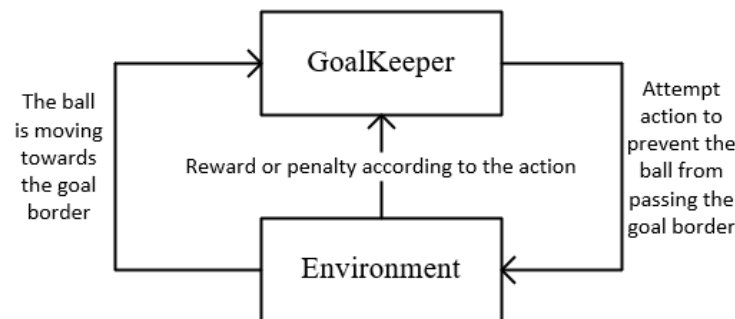 GoalKeeper
The ball
is moving
towards
the goal
border
Reward or penalty according to the action
Attempt
action to
prevent the
ball from
passing the
goal border
Environment